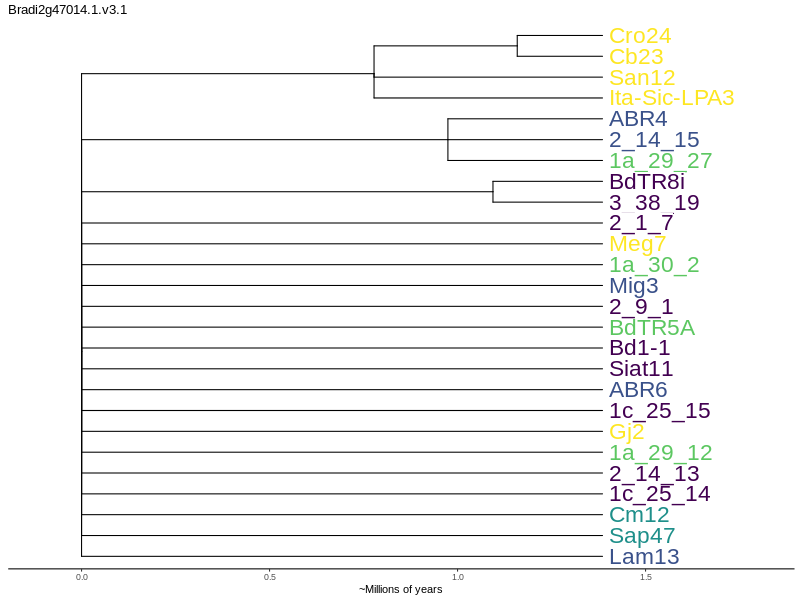 Bradi2g47014.1.v3.1
Cro24
Cb23
San12
Ita-Sic-LPA3
ABR4
2_14_15
1a_29_27
BdTR8i
3_38_19
2_1_7
Meg7
1a_30_2
Mig3
2_9_1
BdTR5A
Bd1-1
Siat11
ABR6
1c_25_15
Gj2
1a_29_12
2_14_13
1c_25_14
Cm12
Sap47
Lam13
0.0 0.5 1.0 1.5
~Millions of years